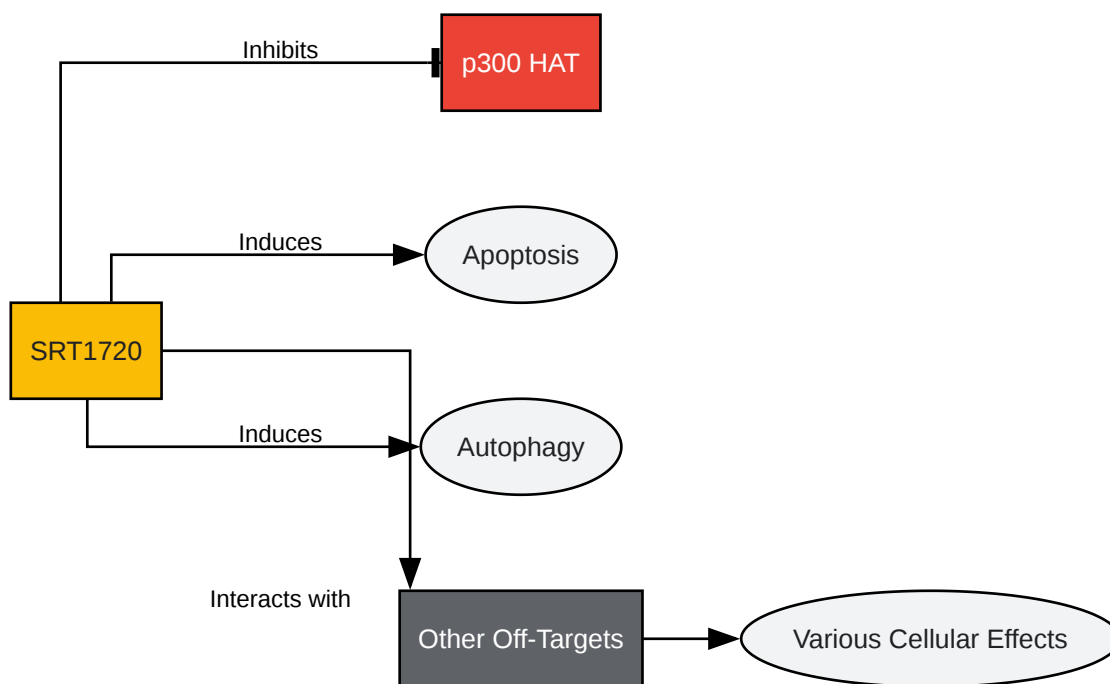 Inhibits
p300 HAT
Induces
Apoptosis
SRT1720
Induces
Autophagy
Interacts with
Other Off-Targets
Various Cellular Effects